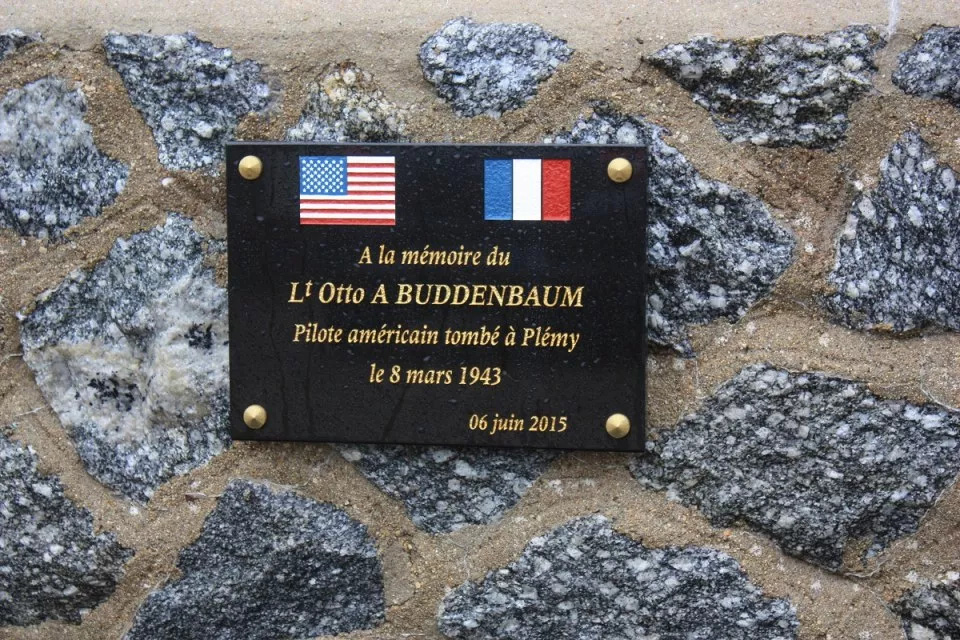 A la mémoire du
Lt Otto A BUDDENBAUM
Pilote américain tombé à Plémy
le 8 mars 1943
06 juin 2015